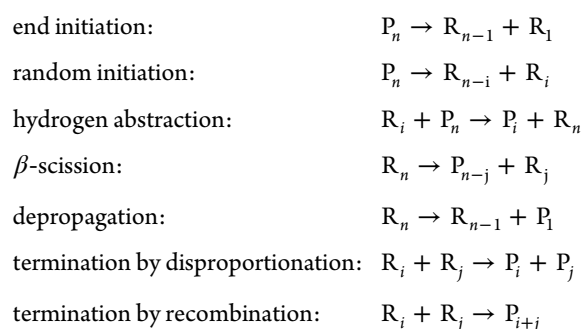 end initiation: Pₙ → Rₙ₋₁ + R₁
random initiation: Pₙ → Rₙ₋ᵢ + Rᵢ
hydrogen abstraction: Rᵢ + Pₙ → Pᵢ + Rₙ
β-scission: Rₙ → Pₙ₋ⱼ + Rⱼ
depropagation: Rₙ → Rₙ₋₁ + P₁
termination by disproportionation: Rᵢ + Rⱼ → Pᵢ + Pⱼ
termination by recombination: Rᵢ + Rⱼ → Pᵢ₊ⱼ